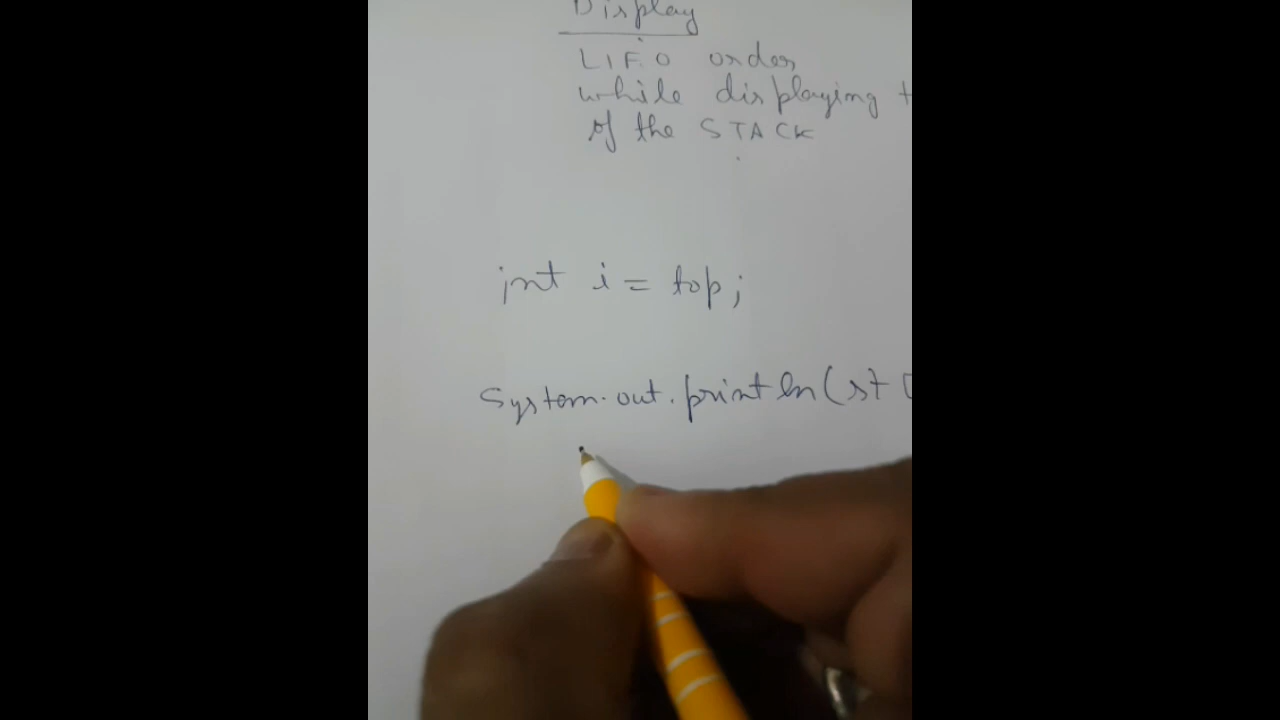 Display
LIFO order
while displaying
of the STACK
int i = top;
System.out.println(st[